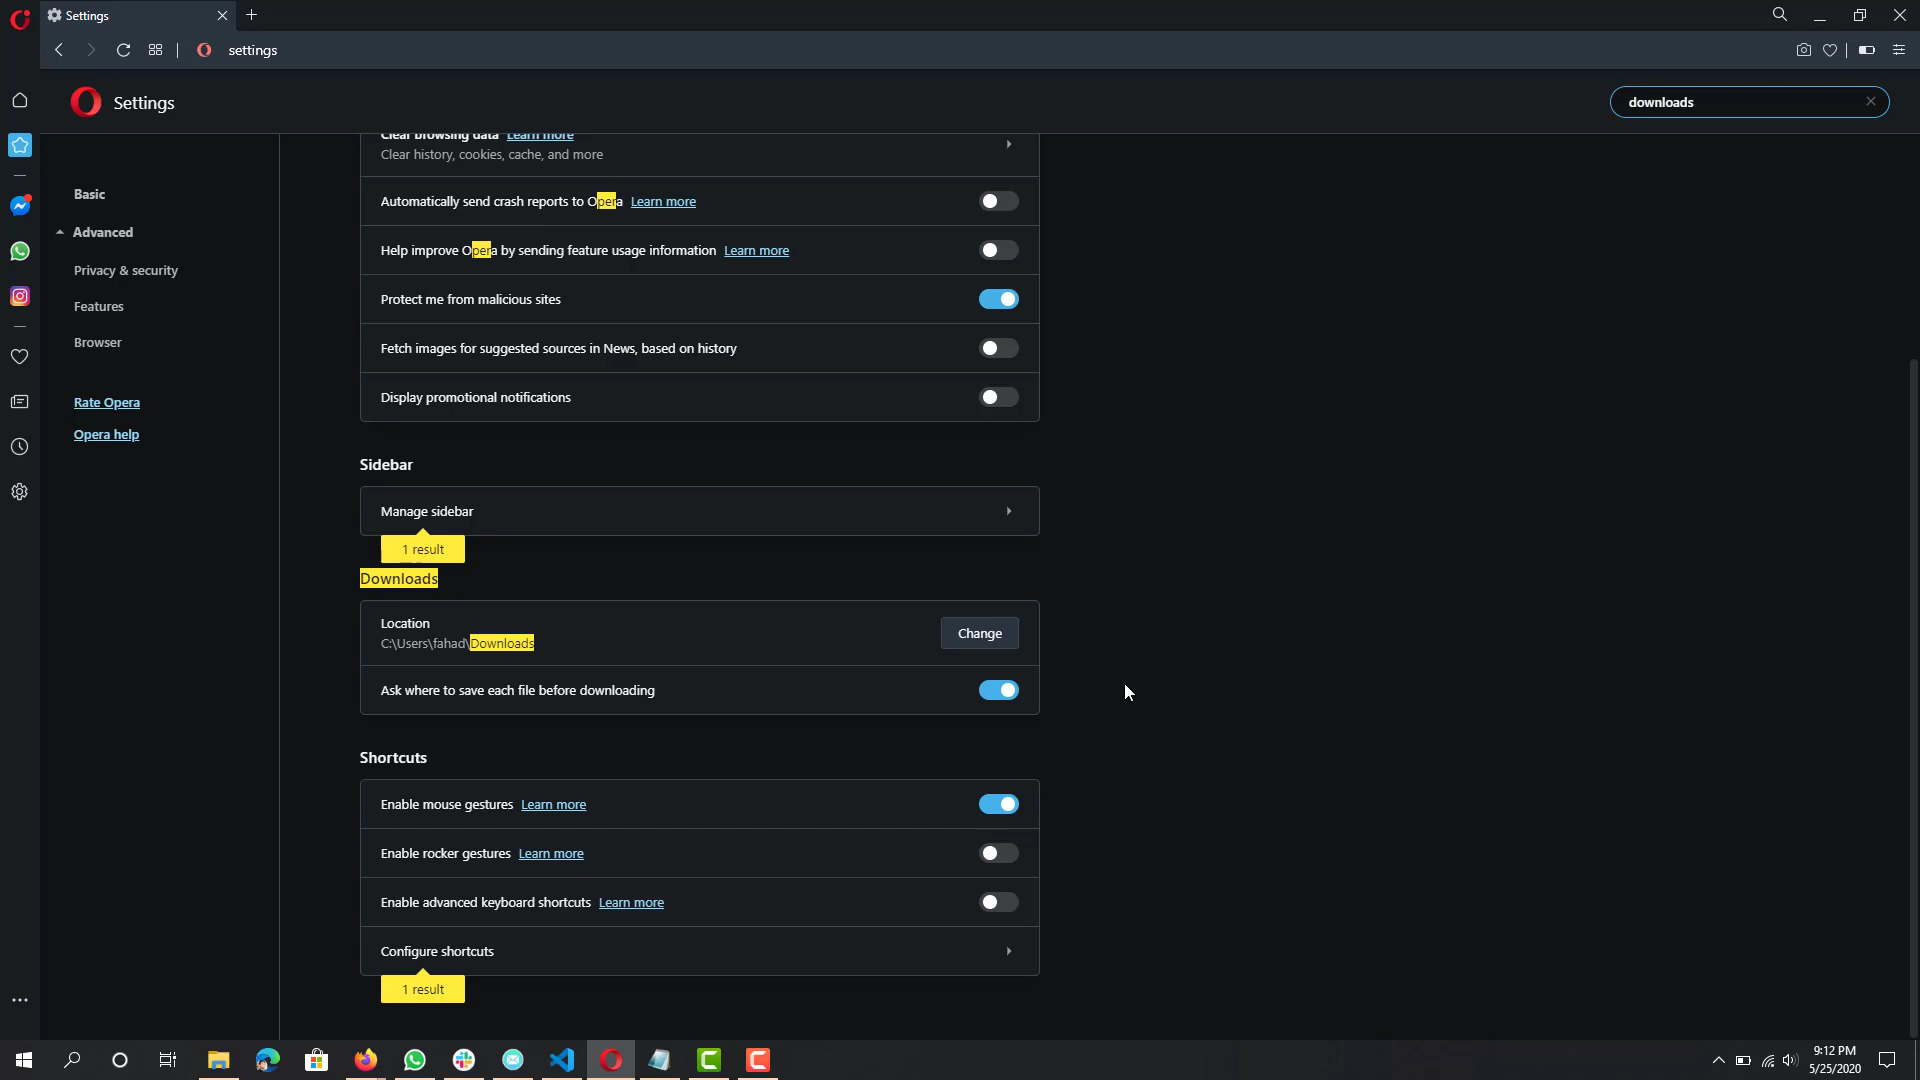 Settings
settings
Settings
downloads
Basic
Advanced
Privacy & security
Features
Browser
Rate Opera
Opera help
Clear browsing data Learn more
Clear history, cookies, cache, and more
Automatically send crash reports to Opera Learn more
Help improve Opera by sending feature usage information Learn more
Protect me from malicious sites
Fetch images for suggested sources in News, based on history
Display promotional notifications
Sidebar
Manage sidebar
1 result
Downloads
Location
C:\Users\fahad\Downloads
Change
Ask where to save each file before downloading
Shortcuts
Enable mouse gestures Learn more
Enable rocker gestures Learn more
Enable advanced keyboard shortcuts Learn more
Configure shortcuts
1 result
9:12 PM
5/25/2020